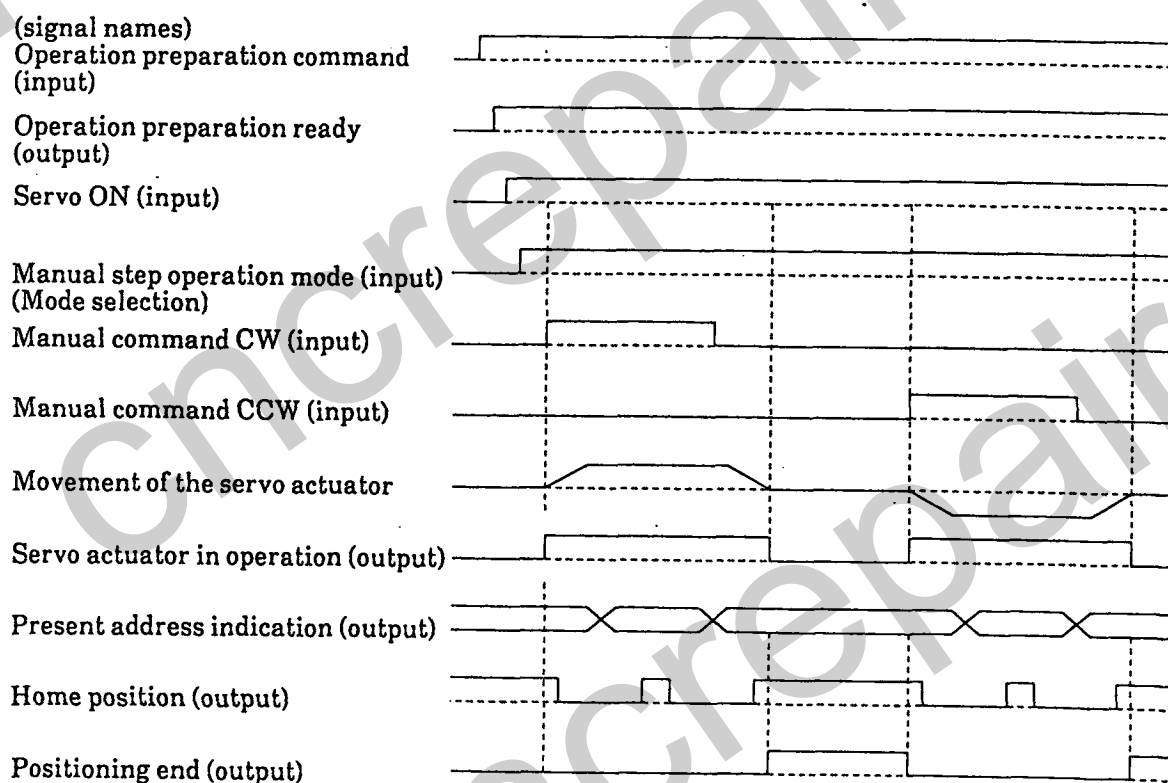 (signal names)
Operation preparation command
(input)
Operation preparation ready
(output)
Servo ON (input)
Manual step operation mode (input)
(Mode selection)
Manual command CW (input)
Manual command CCW (input)
Movement of the servo actuator
Servo actuator in operation (output)
Present address indication (output)
Home position (output)
Positioning end (output)
cncrepair
cncrepair